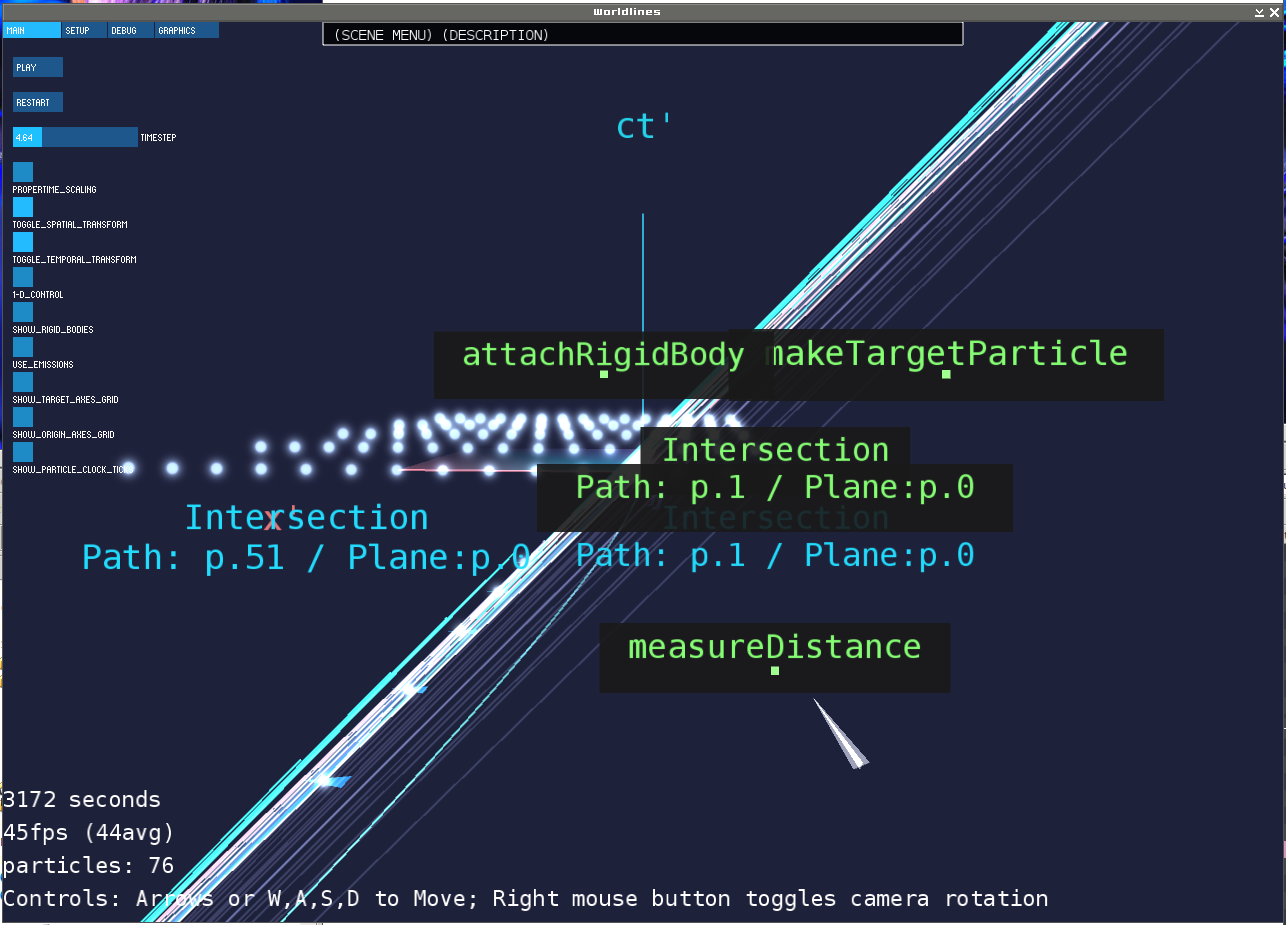 Worldlines
MAIN SETUP DEBUG GRAPHICS
(SCENE MENU) (DESCRIPTION)
PLAY
RESTART
4.64 TIMESTEP
PROPERTIME_SCALING
TOGGLE_SPATIAL_TRANSFORM
TOGGLE_TEMPORAL_TRANSFORM
1-D_CONTROL
SHOW_RIGID_BODIES
USE_EMISSIONS
SHOW_TARGET_AXES_GRID
SHOW_ORIGIN_AXES_GRID
SHOW_PARTICLE_CLOCK_TICK
ct'
attachRigidBody makeTargetParticle
Intersection
Path: p.1 / Plane:p.0
Intersection
x'
Path: p.51 / Plane:p.0
Intersection
Path: p.1 / Plane:p.0
measureDistance
3172 seconds
45fps (44avg)
particles: 76
Controls: Arrows or W,A,S,D to Move; Right mouse button toggles camera rotation